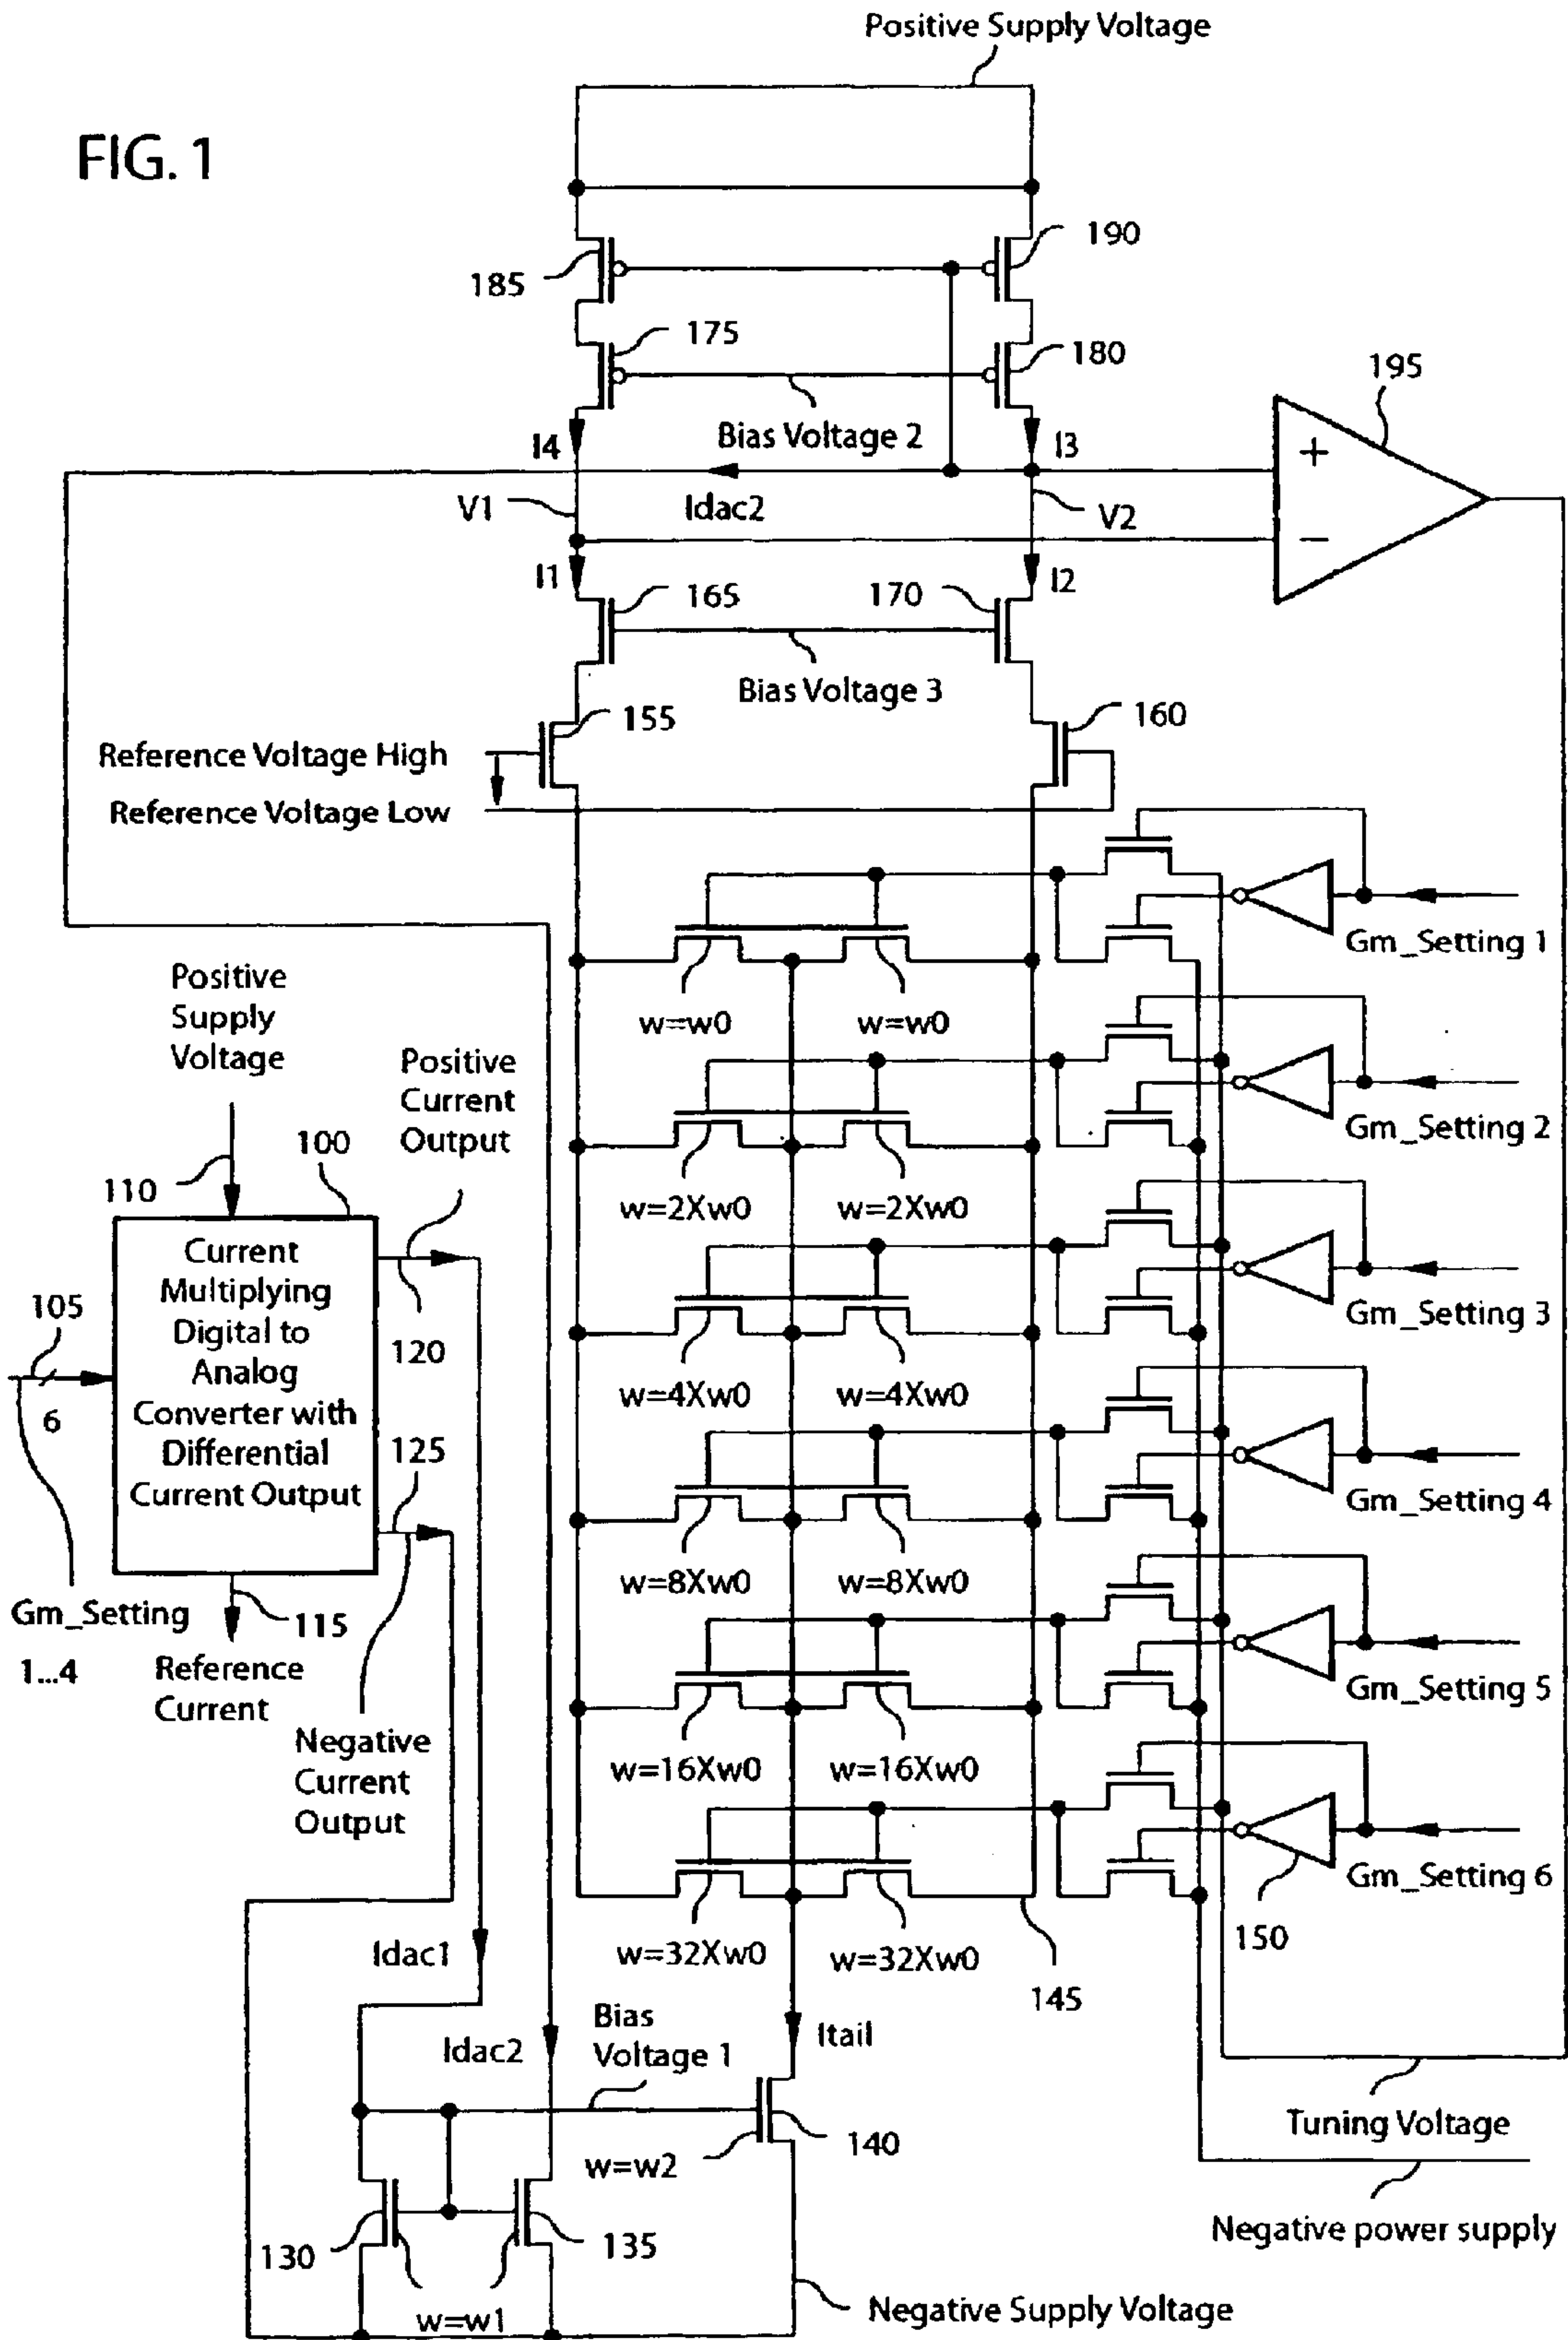 Positive Supply Voltage
FIG. 1
190
185
175
180
195
I4
Bias Voltage 2
I3
+
V1
Idac2
V2
−
I1
165
170
I2
Bias Voltage 3
155
160
Reference Voltage High
Reference Voltage Low
Gm_Setting 1
w=w0
w=w0
Positive
Supply
Voltage
Positive
Current
Output
Gm_Setting 2
110
100
w=2Xw0
w=2Xw0
Current
Multiplying
Digital to
Analog
Converter with
Differential
Current Output
105
6
120
125
Gm_Setting 3
w=4Xw0
w=4Xw0
Gm_Setting 4
w=8Xw0
w=8Xw0
Gm_Setting
1...4
115
Reference
Current
Gm_Setting 5
Negative
Current
Output
w=16Xw0
w=16Xw0
Gm_Setting 6
150
w=32Xw0
w=32Xw0
145
Idac1
Idac2
Bias
Voltage 1
Itail
Tuning Voltage
w=w2
140
130
135
Negative power supply
w=w1
Negative Supply Voltage